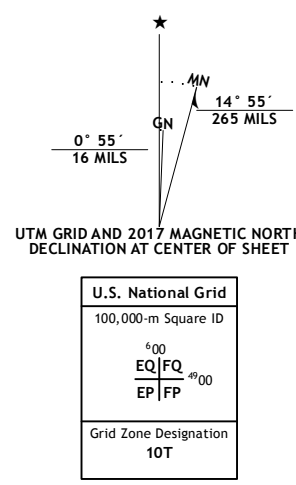 ★
MN
GN
14° 55´
265 MILS
0° 55´
16 MILS
UTM GRID AND 2017 MAGNETIC NORTH
DECLINATION AT CENTER OF SHEET
U.S. National Grid
100,000-m Square ID
⁶00
EQ FQ
⁴⁹00
EP FP
Grid Zone Designation
10T